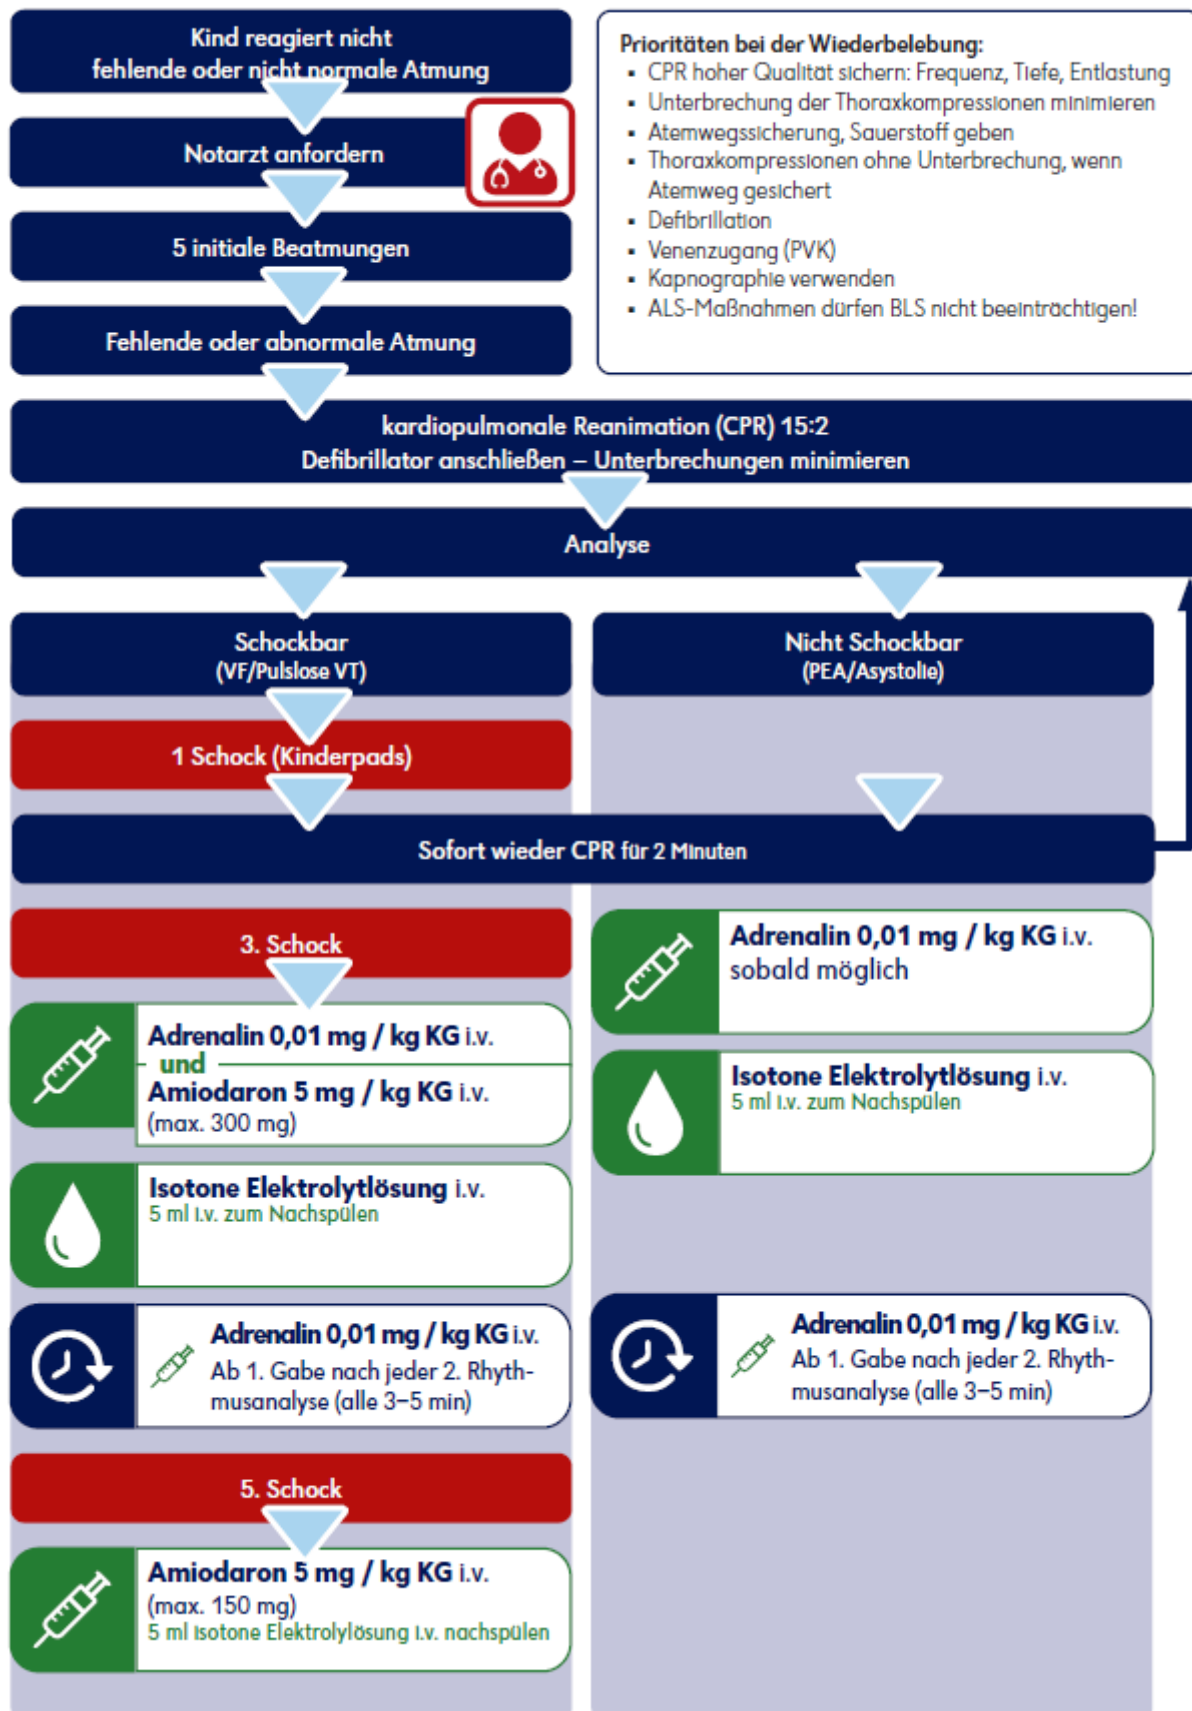 Kind reagiert nicht
fehlende oder nicht normale Atmung
Notarzt anfordern
5 initiale Beatmungen
Fehlende oder abnormale Atmung
Prioritäten bei der Wiederbelebung:
▪ CPR hoher Qualität sichern: Frequenz, Tiefe, Entlastung
▪ Unterbrechung der Thoraxkompressionen minimieren
▪ Atemwegssicherung, Sauerstoff geben
▪ Thoraxkompressionen ohne Unterbrechung, wenn
Atemweg gesichert
▪ Defibrillation
▪ Venenzugang (PVK)
▪ Kapnographie verwenden
▪ ALS-Maßnahmen dürfen BLS nicht beeinträchtigen!
kardiopulmonale Reanimation (CPR) 15:2
Defibrillator anschließen – Unterbrechungen minimieren
Analyse
Schockbar
(VF/Pulslose VT)
Nicht Schockbar
(PEA/Asystolie)
1 Schock (Kinderpads)
Sofort wieder CPR für 2 Minuten
3. Schock
Adrenalin 0,01 mg / kg KG i.v.
und
Amiodaron 5 mg / kg KG i.v.
(max. 300 mg)
Isotone Elektrolytlösung i.v.
5 ml i.v. zum Nachspülen
Adrenalin 0,01 mg / kg KG i.v.
Ab 1. Gabe nach jeder 2. Rhyth-
musanalyse (alle 3–5 min)
5. Schock
Amiodaron 5 mg / kg KG i.v.
(max. 150 mg)
5 ml isotone Elektrolylösung i.v. nachspülen
Adrenalin 0,01 mg / kg KG i.v.
sobald möglich
Isotone Elektrolytlösung i.v.
5 ml i.v. zum Nachspülen
Adrenalin 0,01 mg / kg KG i.v.
Ab 1. Gabe nach jeder 2. Rhyth-
musanalyse (alle 3–5 min)